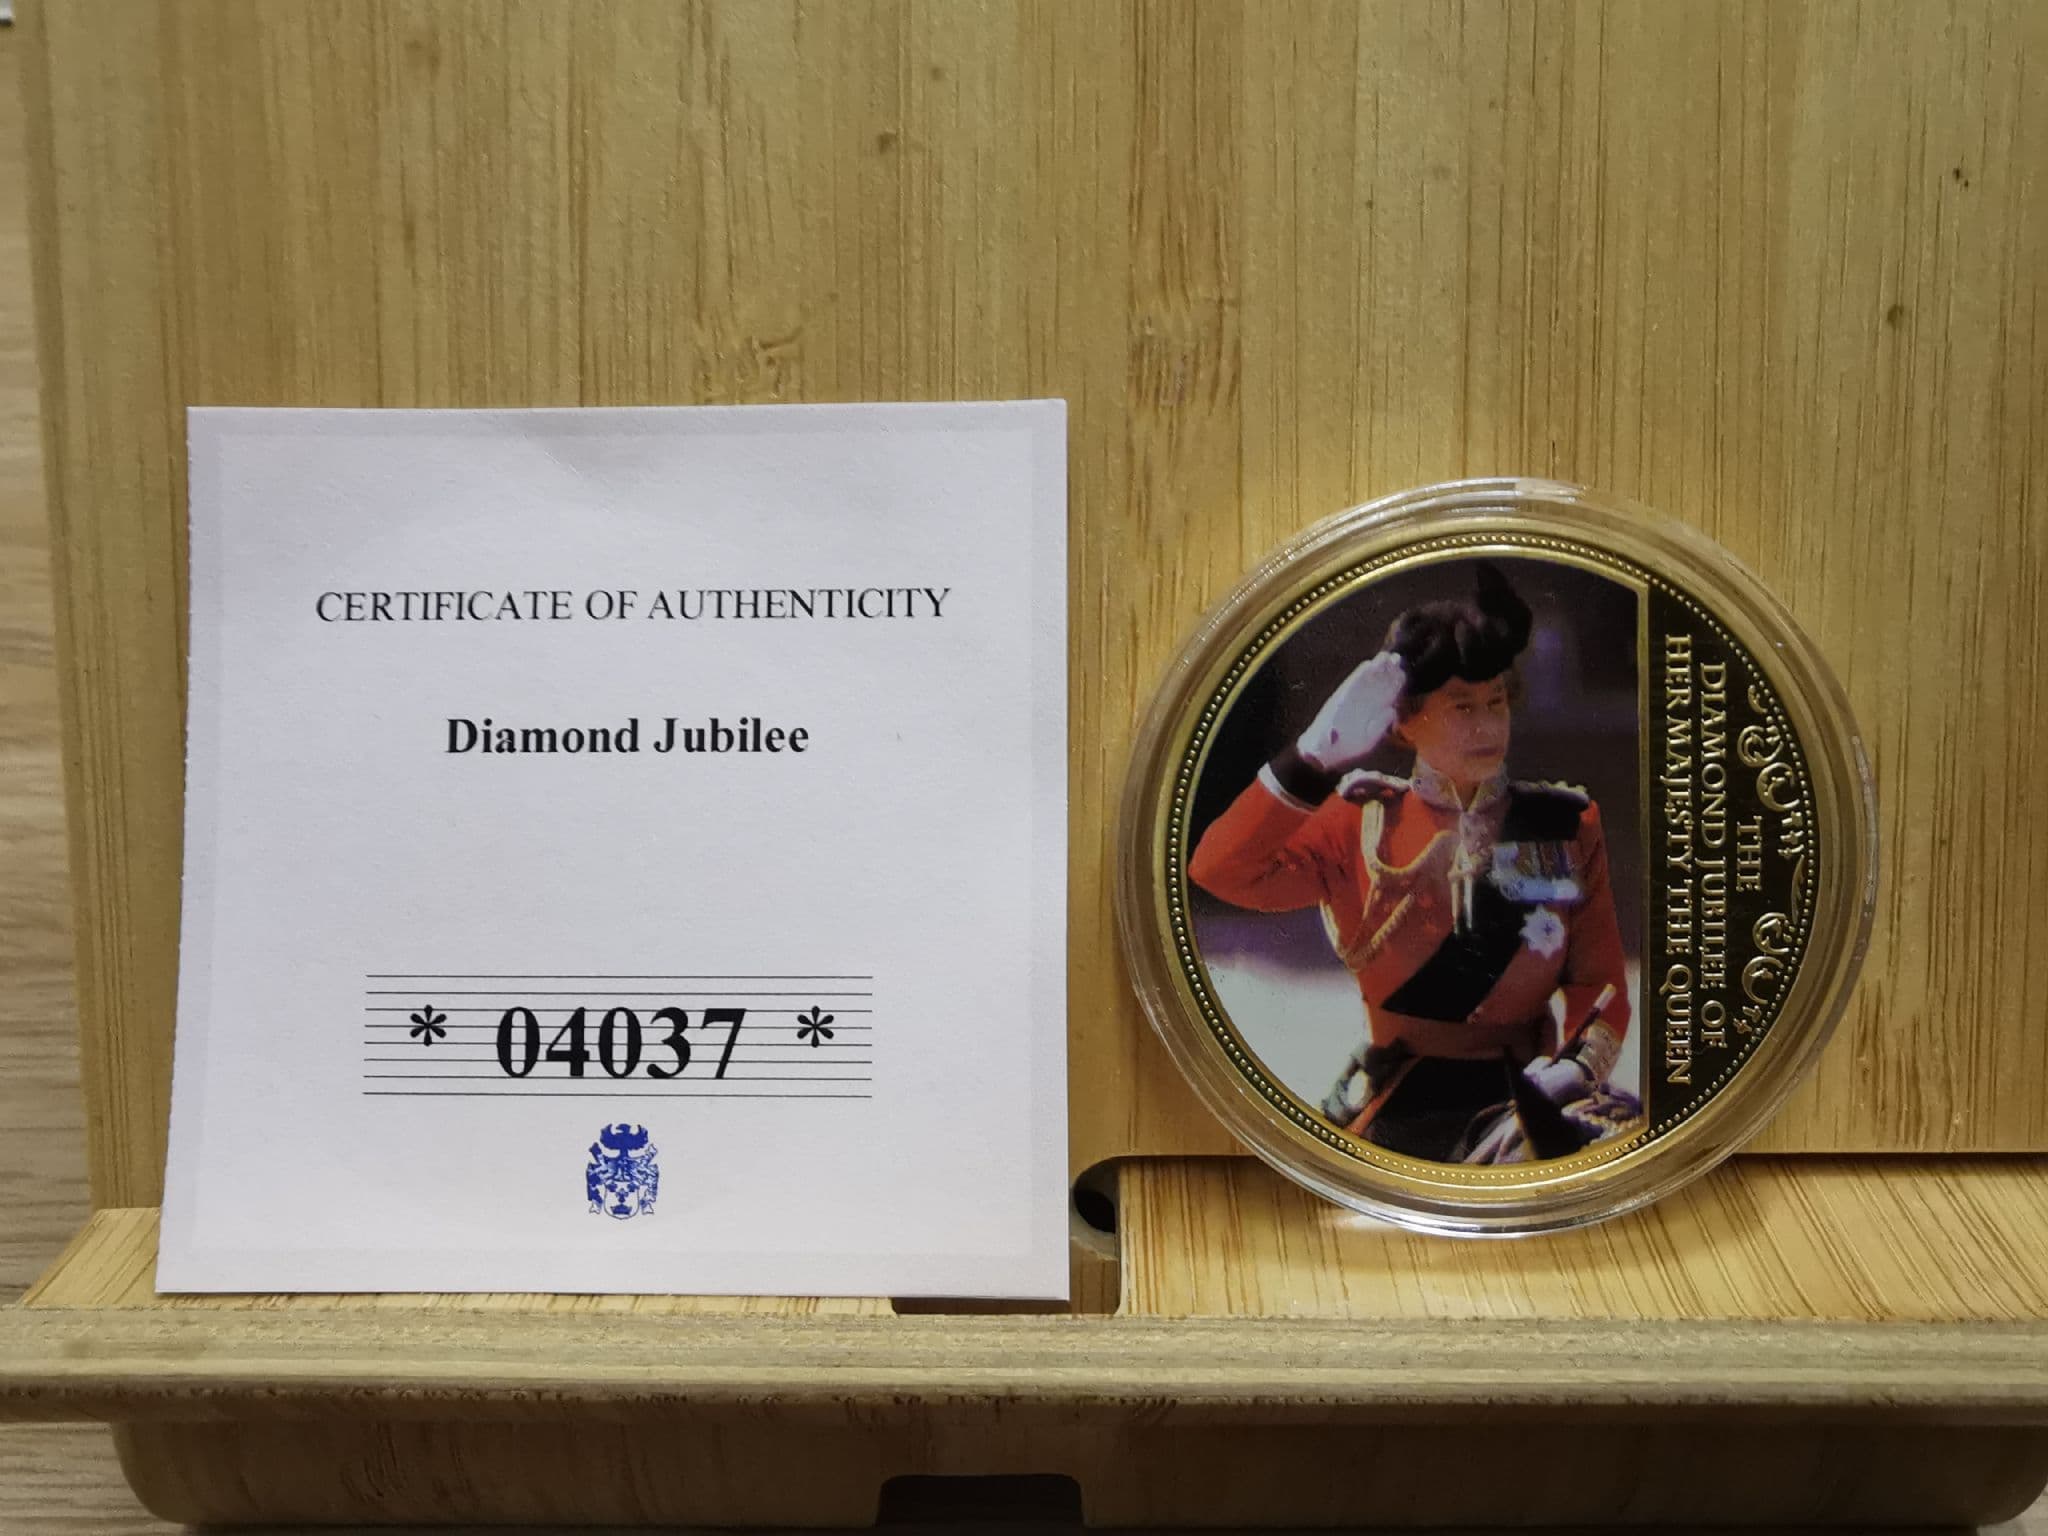 CERTIFICATE OF AUTHENTICITY
Diamond Jubilee
* 04037 *
THE
DIAMOND JUBILEE OF
HER MAJESTY THE QUEEN